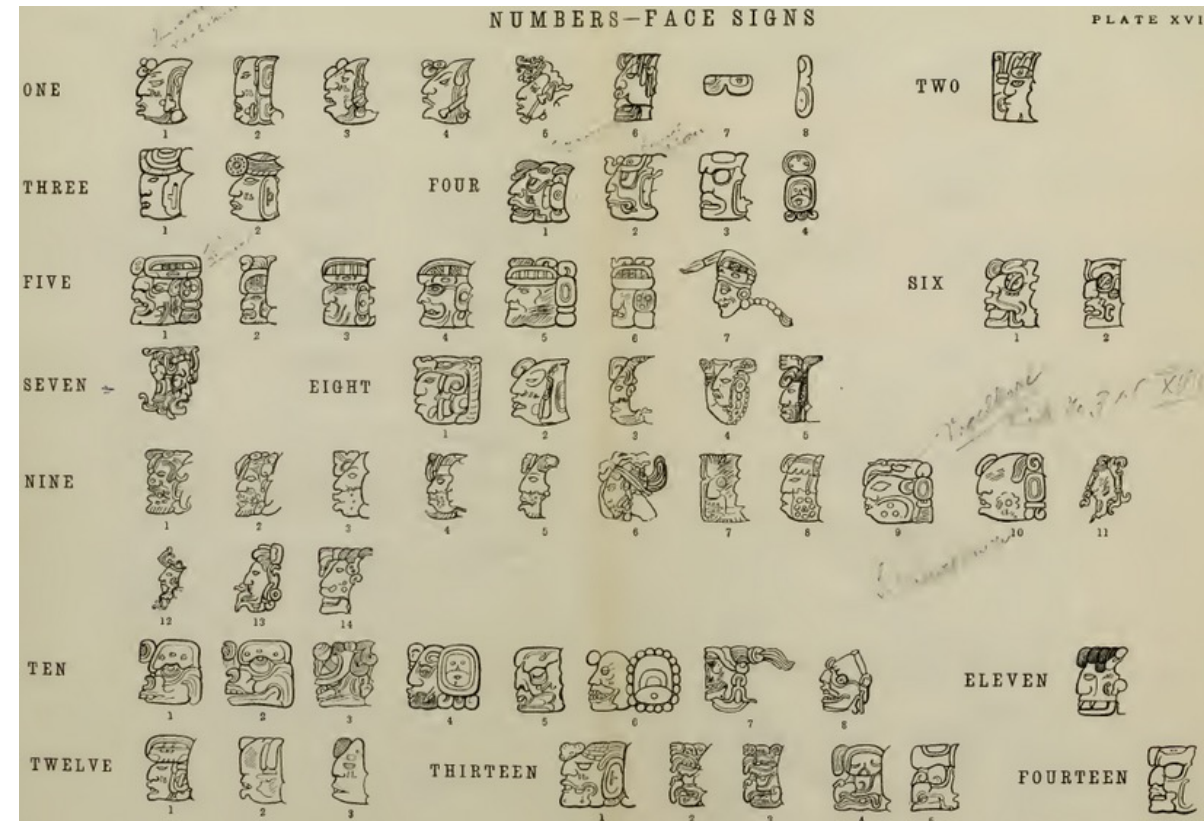 NUMBERS—FACE SIGNS PLATE XVI
ONE TWO
1 2 3 4 5 6 7 8
THREE FOUR
1 2 1 2 3 4
FIVE SIX
1 2 3 4 5 6 7 1 2
SEVEN EIGHT
1 2 3 4 5
NINE
1 2 3 4 5 6 7 8 9 10 11
12 13 14
TEN ELEVEN
1 2 3 4 5 6 7 8
TWELVE THIRTEEN FOURTEEN
1 2 3 1 2 3 4 5